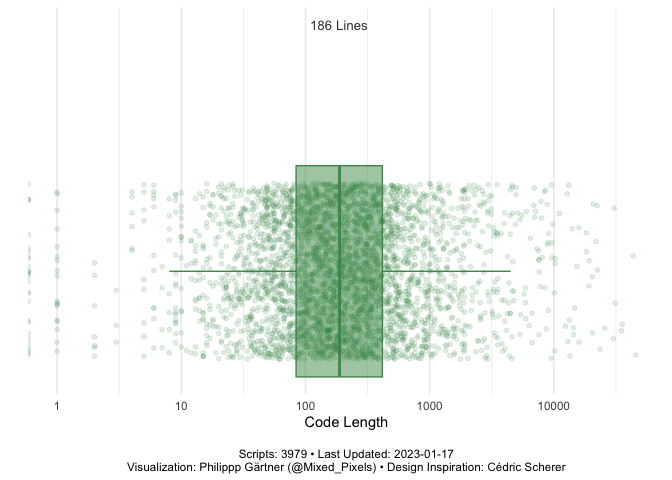 186 Lines
1 10 100 1000 10000
Code Length
Scripts: 3979 • Last Updated: 2023-01-17
Visualization: Philippp Gärtner (@Mixed_Pixels) • Design Inspiration: Cédric Scherer